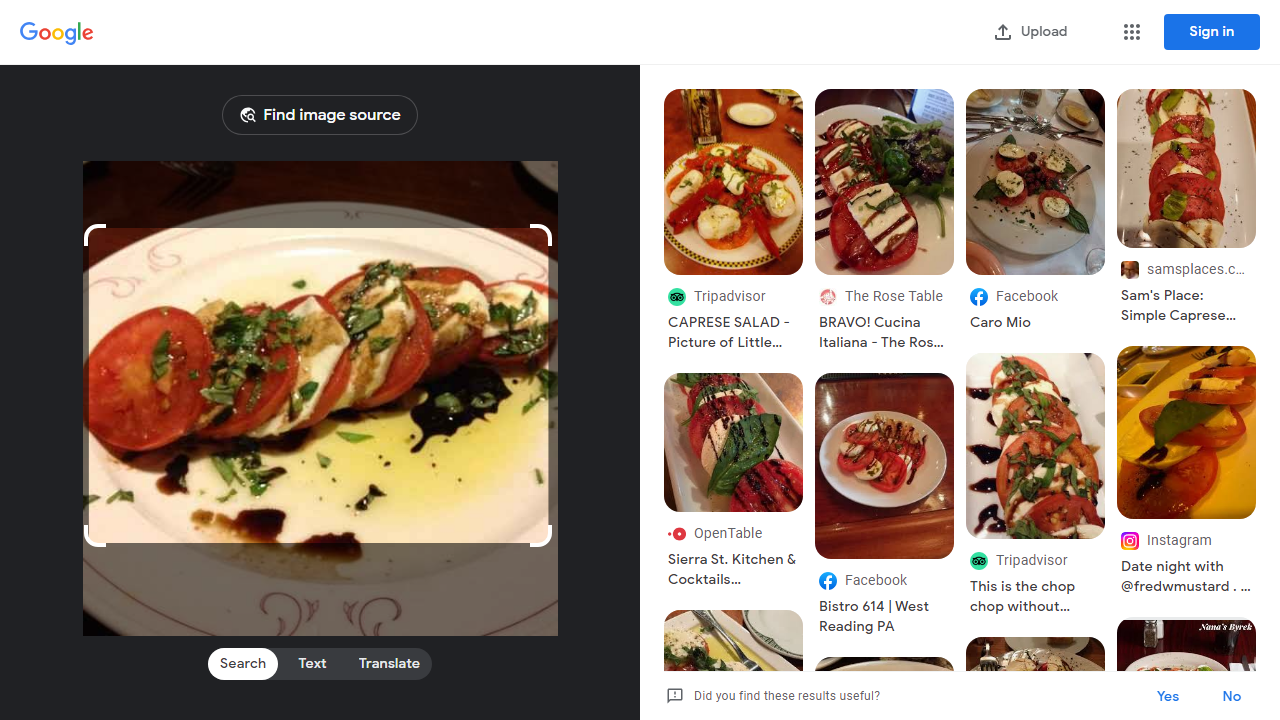 Google
Upload
Sign in
Find image source
Search
Text
Translate
Tripadvisor
CAPRESE SALAD -
Picture of Little...
The Rose Table
BRAVO! Cucina
Italiana - The Ros...
Facebook
Caro Mio
samsplaces.c...
Sam's Place:
Simple Caprese...
OpenTable
Sierra St. Kitchen &
Cocktails...
Facebook
Bistro 614 | West
Reading PA
Tripadvisor
This is the chop
chop without...
Instagram
Date night with
@fredwmustard . ...
Nana's Byrek
Did you find these results useful?
Yes
No